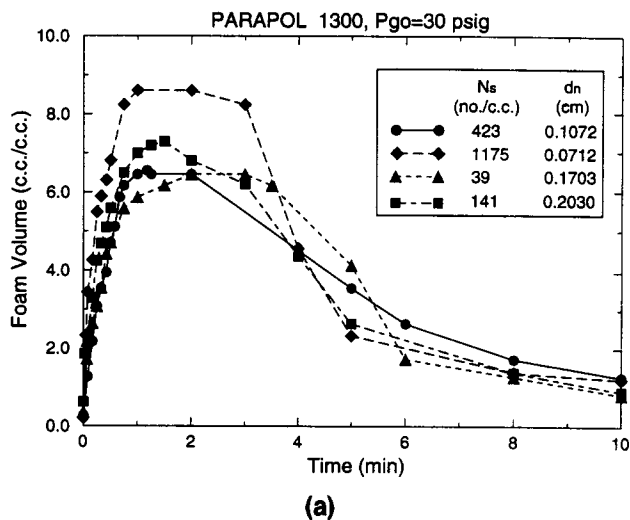 PARAPOL 1300, Pgo=30 psig
10.0
8.0
6.0
4.0
2.0
0.0
Foam Volume (c.c./c.c.)
Ns dn
(no./c.c.) (cm)
423 0.1072
1175 0.0712
39 0.1703
141 0.2030
0 2 4 6 8 10
Time (min)
(a)